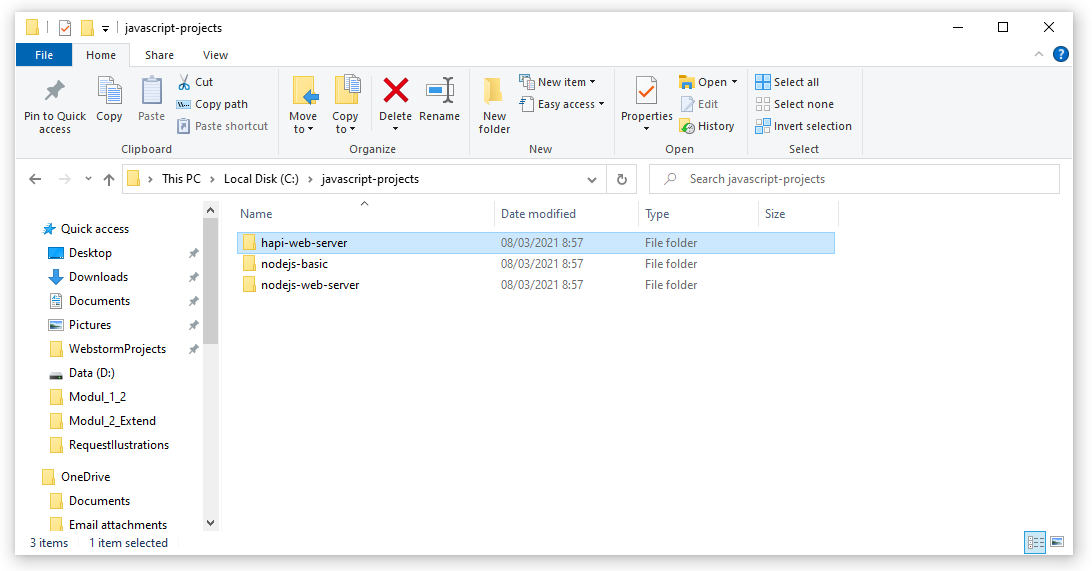 javascript-projects
File Home Share View
Pin to Quick access
Copy
Paste
Cut
Copy path
Paste shortcut
Clipboard
Move to
Copy to
Delete
Rename
Organize
New folder
New item
Easy access
New
Properties
Open
Edit
History
Open
Select all
Select none
Invert selection
Select
This PC > Local Disk (C:) > javascript-projects
Search javascript-projects
Quick access
Desktop
Downloads
Documents
Pictures
WebstormProjects
Data (D:)
Modul_1_2
Modul_2_Extend
RequestIllustrations
OneDrive
Documents
Email attachments
Name Date modified Type Size
hapi-web-server 08/03/2021 8:57 File folder
nodejs-basic 08/03/2021 8:57 File folder
nodejs-web-server 08/03/2021 8:57 File folder
3 items 1 item selected